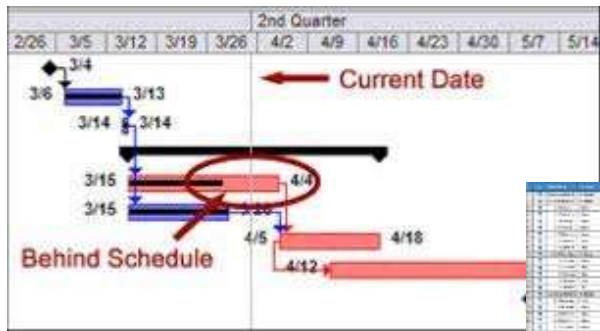 2nd Quarter
2/26 3/5 3/12 3/19 3/26 4/2 4/9 4/16 4/23 4/30 5/7 5/14
3/4
Current Date
3/6 3/13
3/14 3/14
3/15 4/4
3/15
4/5 4/18
Behind Schedule
4/12